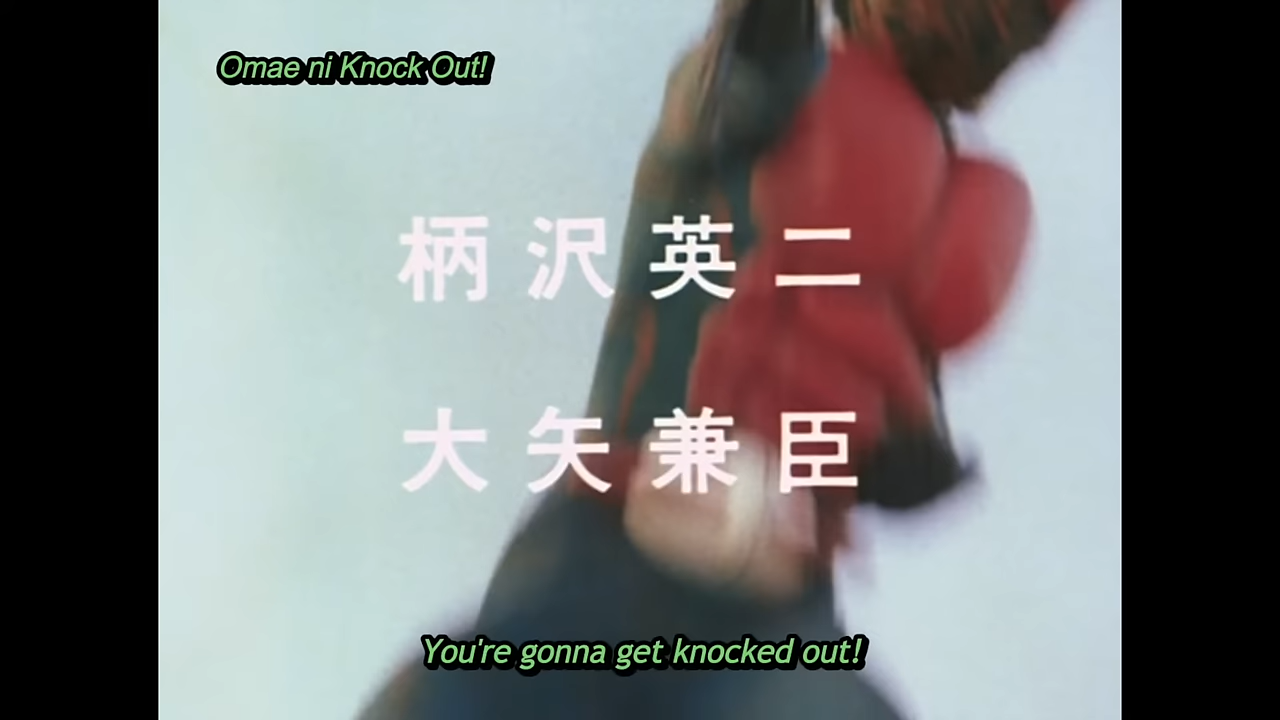 Omae ni Knock Out!
柄沢英二
大矢兼臣
You're gonna get knocked out!